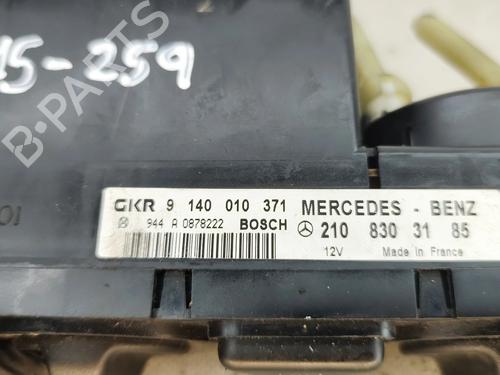 15-259
B-PARTS
GKR 9 140 010 371 MERCEDES - BENZ
944 A 0878222 BOSCH 210 830 31 85
12V Made in France